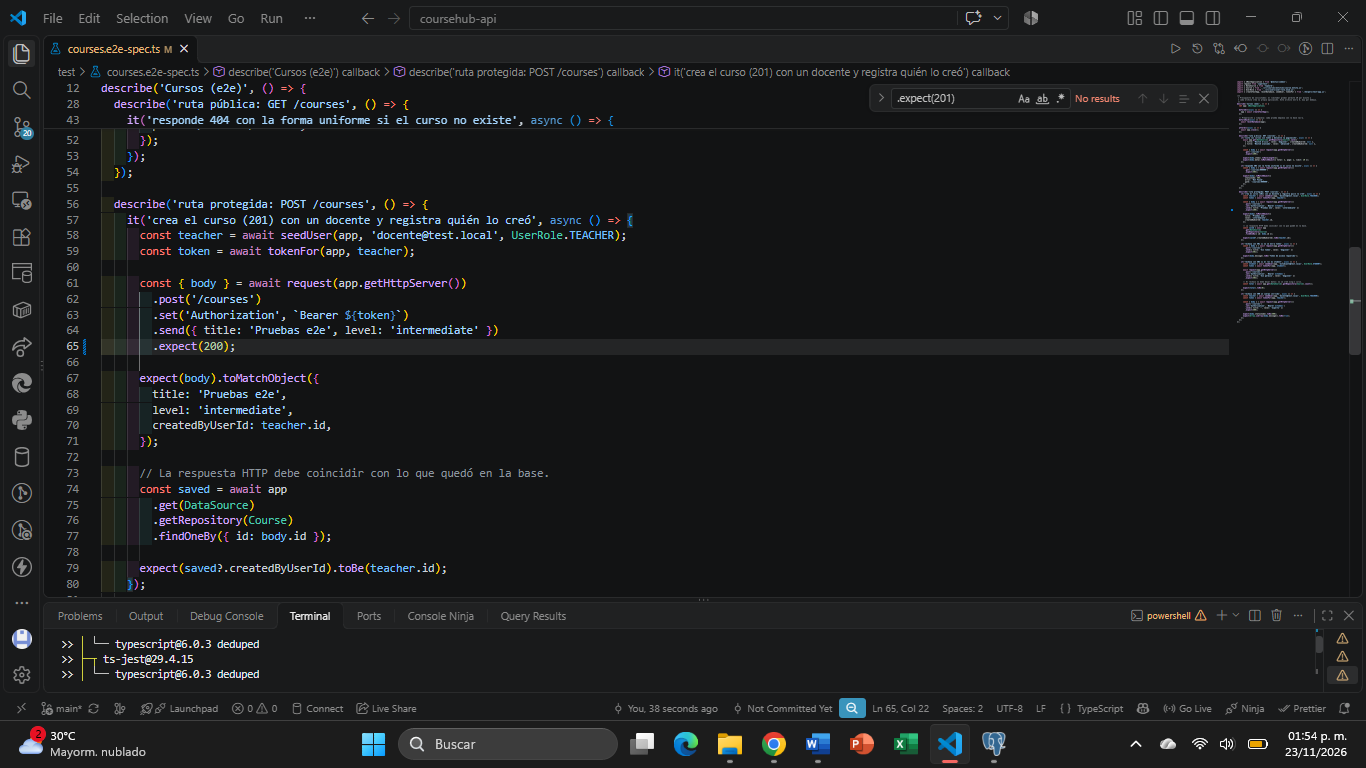 File Edit Selection View Go Run ··· coursehub-api
courses.e2e-spec.ts M
test > courses.e2e-spec.ts > describe('Cursos (e2e)') callback > describe('ruta protegida: POST /courses') callback > it('crea el curso (201) con un docente y registra quién lo creó') callback
.expect(201) Aa ab .* No results
12 describe('Cursos (e2e)', () => {
28 describe('ruta pública: GET /courses', () => {
43 it('responde 404 con la forma uniforme si el curso no existe', async () => {
52 });
53 });
54 });
55
56 describe('ruta protegida: POST /courses', () => {
57 it('crea el curso (201) con un docente y registra quién lo creó', async () => {
58 const teacher = await seedUser(app, 'docente@test.local', UserRole.TEACHER);
59 const token = await tokenFor(app, teacher);
60
61 const { body } = await request(app.getHttpServer())
62 .post('/courses')
63 .set('Authorization', `Bearer ${token}`)
64 .send({ title: 'Pruebas e2e', level: 'intermediate' })
65 .expect(200);
66
67 expect(body).toMatchObject({
68 title: 'Pruebas e2e',
69 level: 'intermediate',
70 createdByUserId: teacher.id,
71 });
72
73 // La respuesta HTTP debe coincidir con lo que quedó en la base.
74 const saved = await app
75 .get(DataSource)
76 .getRepository(Course)
77 .findOneBy({ id: body.id });
78
79 expect(saved?.createdByUserId).toBe(teacher.id);
80 });
20
Problems Output Debug Console Terminal Ports Console Ninja Query Results powershell
>> │ └── typescript@6.0.3 deduped
>> ├─┬ ts-jest@29.4.15
>> │ └── typescript@6.0.3 deduped
main* Launchpad 0 0 Connect Live Share You, 38 seconds ago Not Committed Yet Ln 65, Col 22 Spaces: 2 UTF-8 LF {} TypeScript Go Live Ninja Prettier
2 30°C
Mayorm. nublado
Buscar
01:54 p. m.
23/11/2026